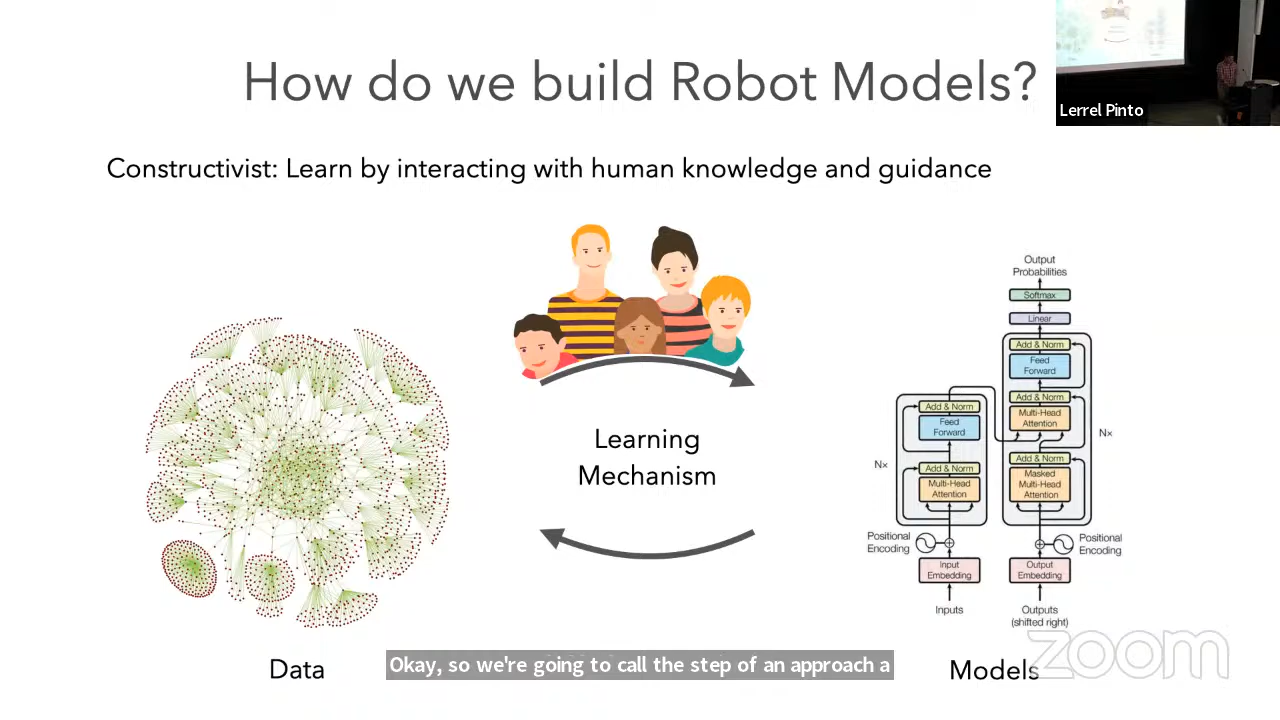 How do we build Robot Models?
Lerrel Pinto
Constructivist: Learn by interacting with human knowledge and guidance
Learning
Mechanism
Output
Probabilities
Softmax
Linear
Add & Norm
Feed
Forward
Add & Norm
Multi-Head
Attention
Add & Norm
Masked
Multi-Head
Attention
N×
Add & Norm
Feed
Forward
Add & Norm
Multi-Head
Attention
N×
Positional
Encoding
Positional
Encoding
Input
Embedding
Output
Embedding
Inputs
Outputs
(shifted right)
Data
Okay, so we're going to call the step of an approach a
Models
zoom